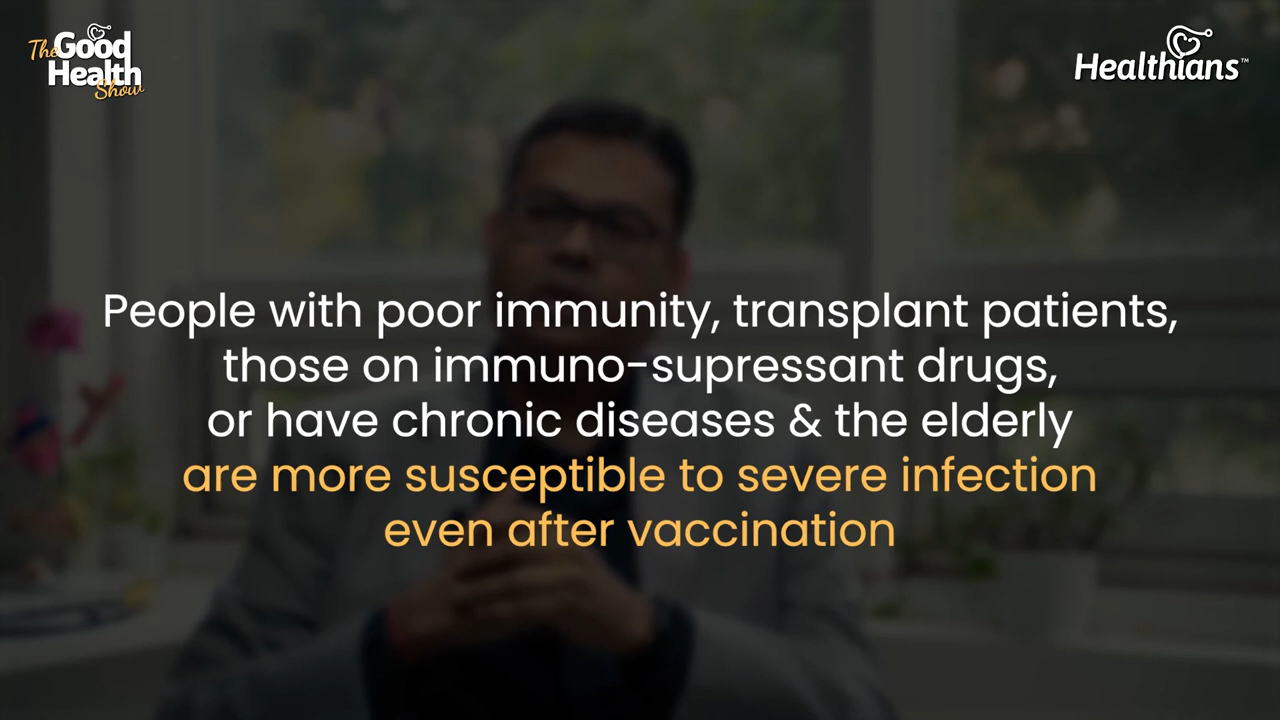 The Good
Health
Show
Healthians™
People with poor immunity, transplant patients,
those on immuno-supressant drugs,
or have chronic diseases & the elderly
are more susceptible to severe infection
even after vaccination